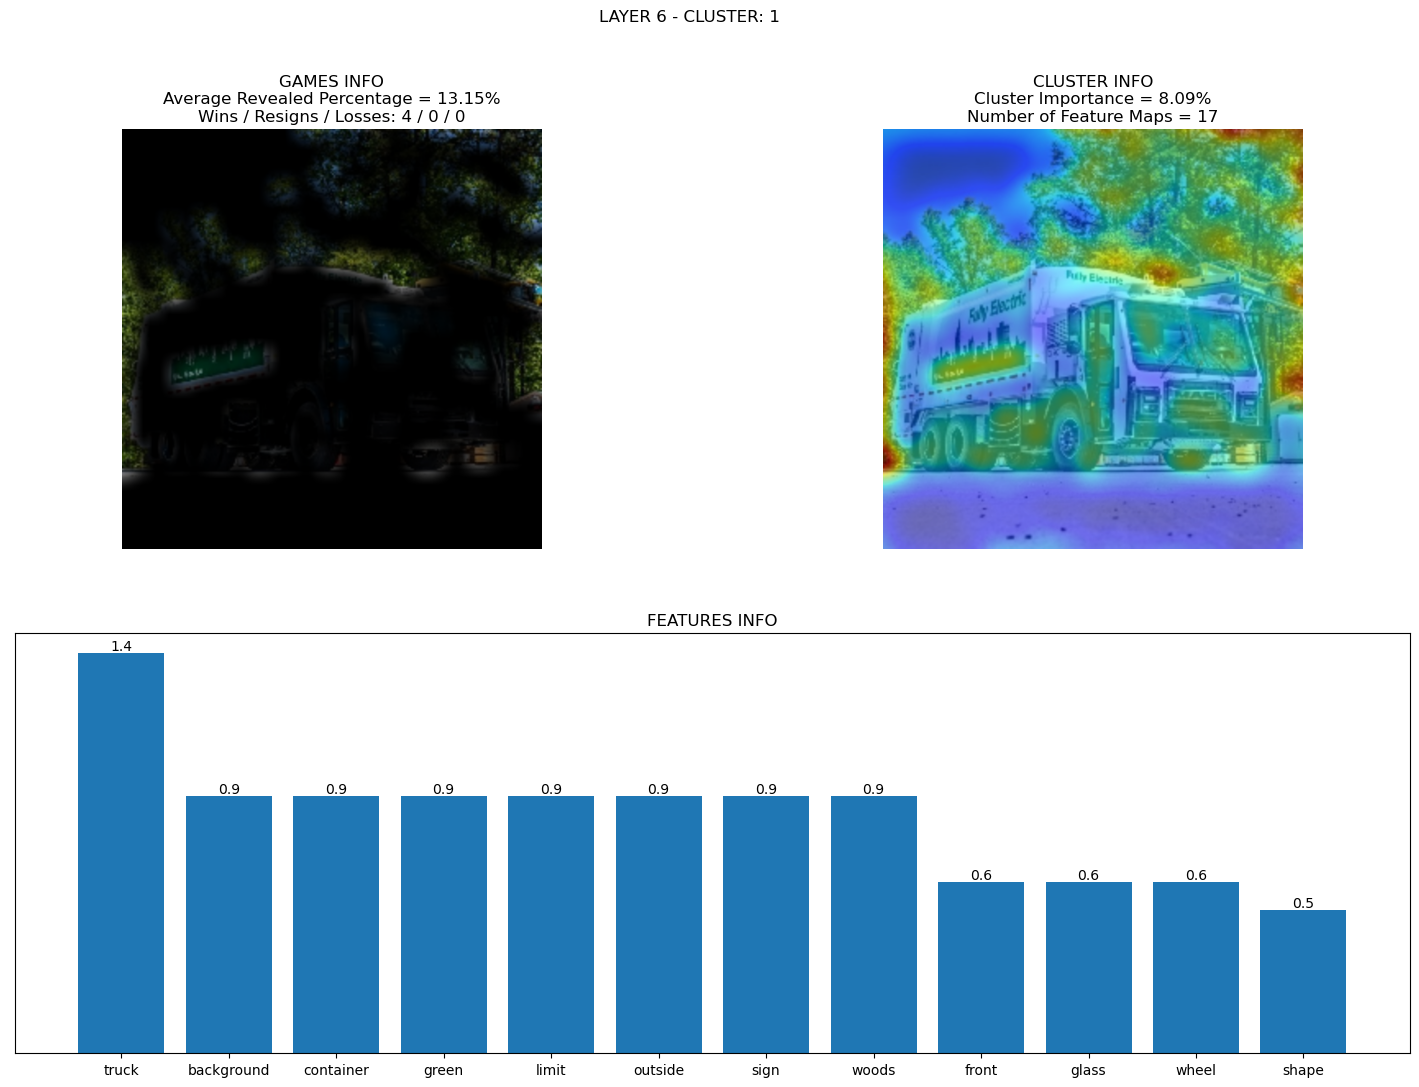 LAYER 6 - CLUSTER: 1
GAMES INFO
Average Revealed Percentage = 13.15%
Wins / Resigns / Losses: 4 / 0 / 0
CLUSTER INFO
Cluster Importance = 8.09%
Number of Feature Maps = 17
Fully Electric
Fully Electric
FEATURES INFO
1.4
0.9 0.9 0.9 0.9 0.9 0.9 0.9
0.6 0.6 0.6
0.5
truck background container green limit outside sign woods front glass wheel shape